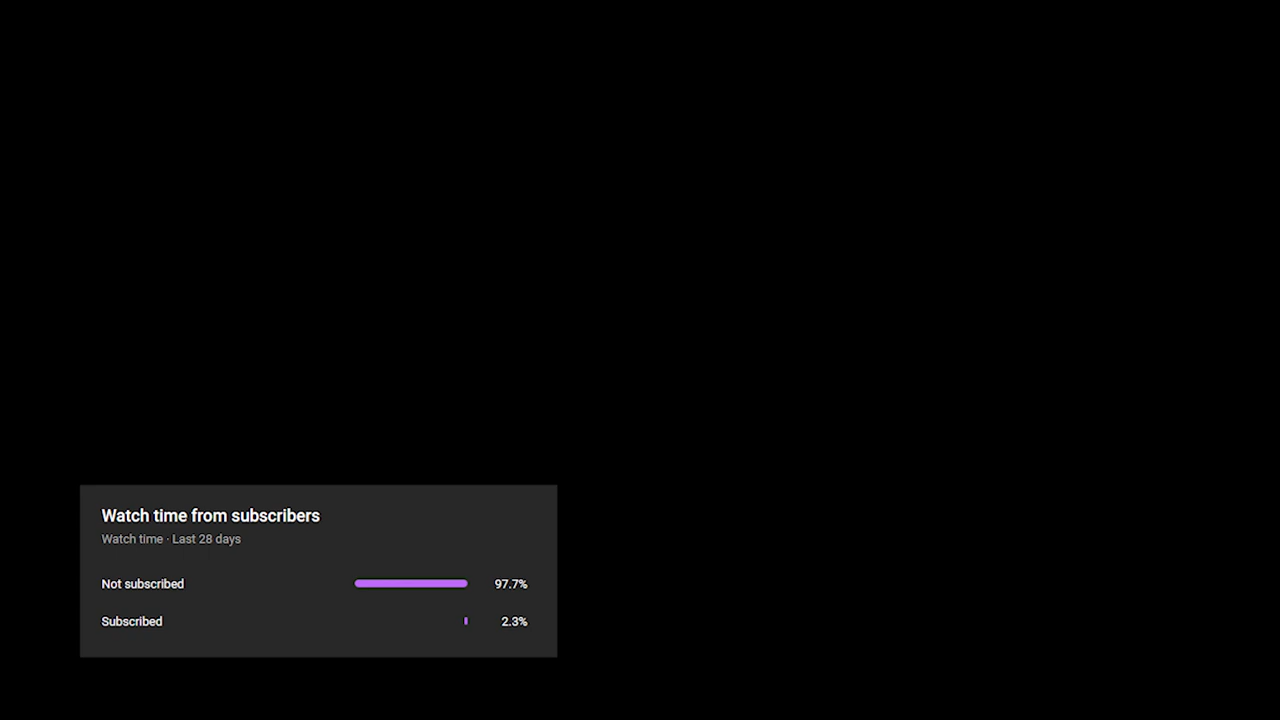 Watch time from subscribers
Watch time · Last 28 days
Not subscribed 97.7%
Subscribed 2.3%